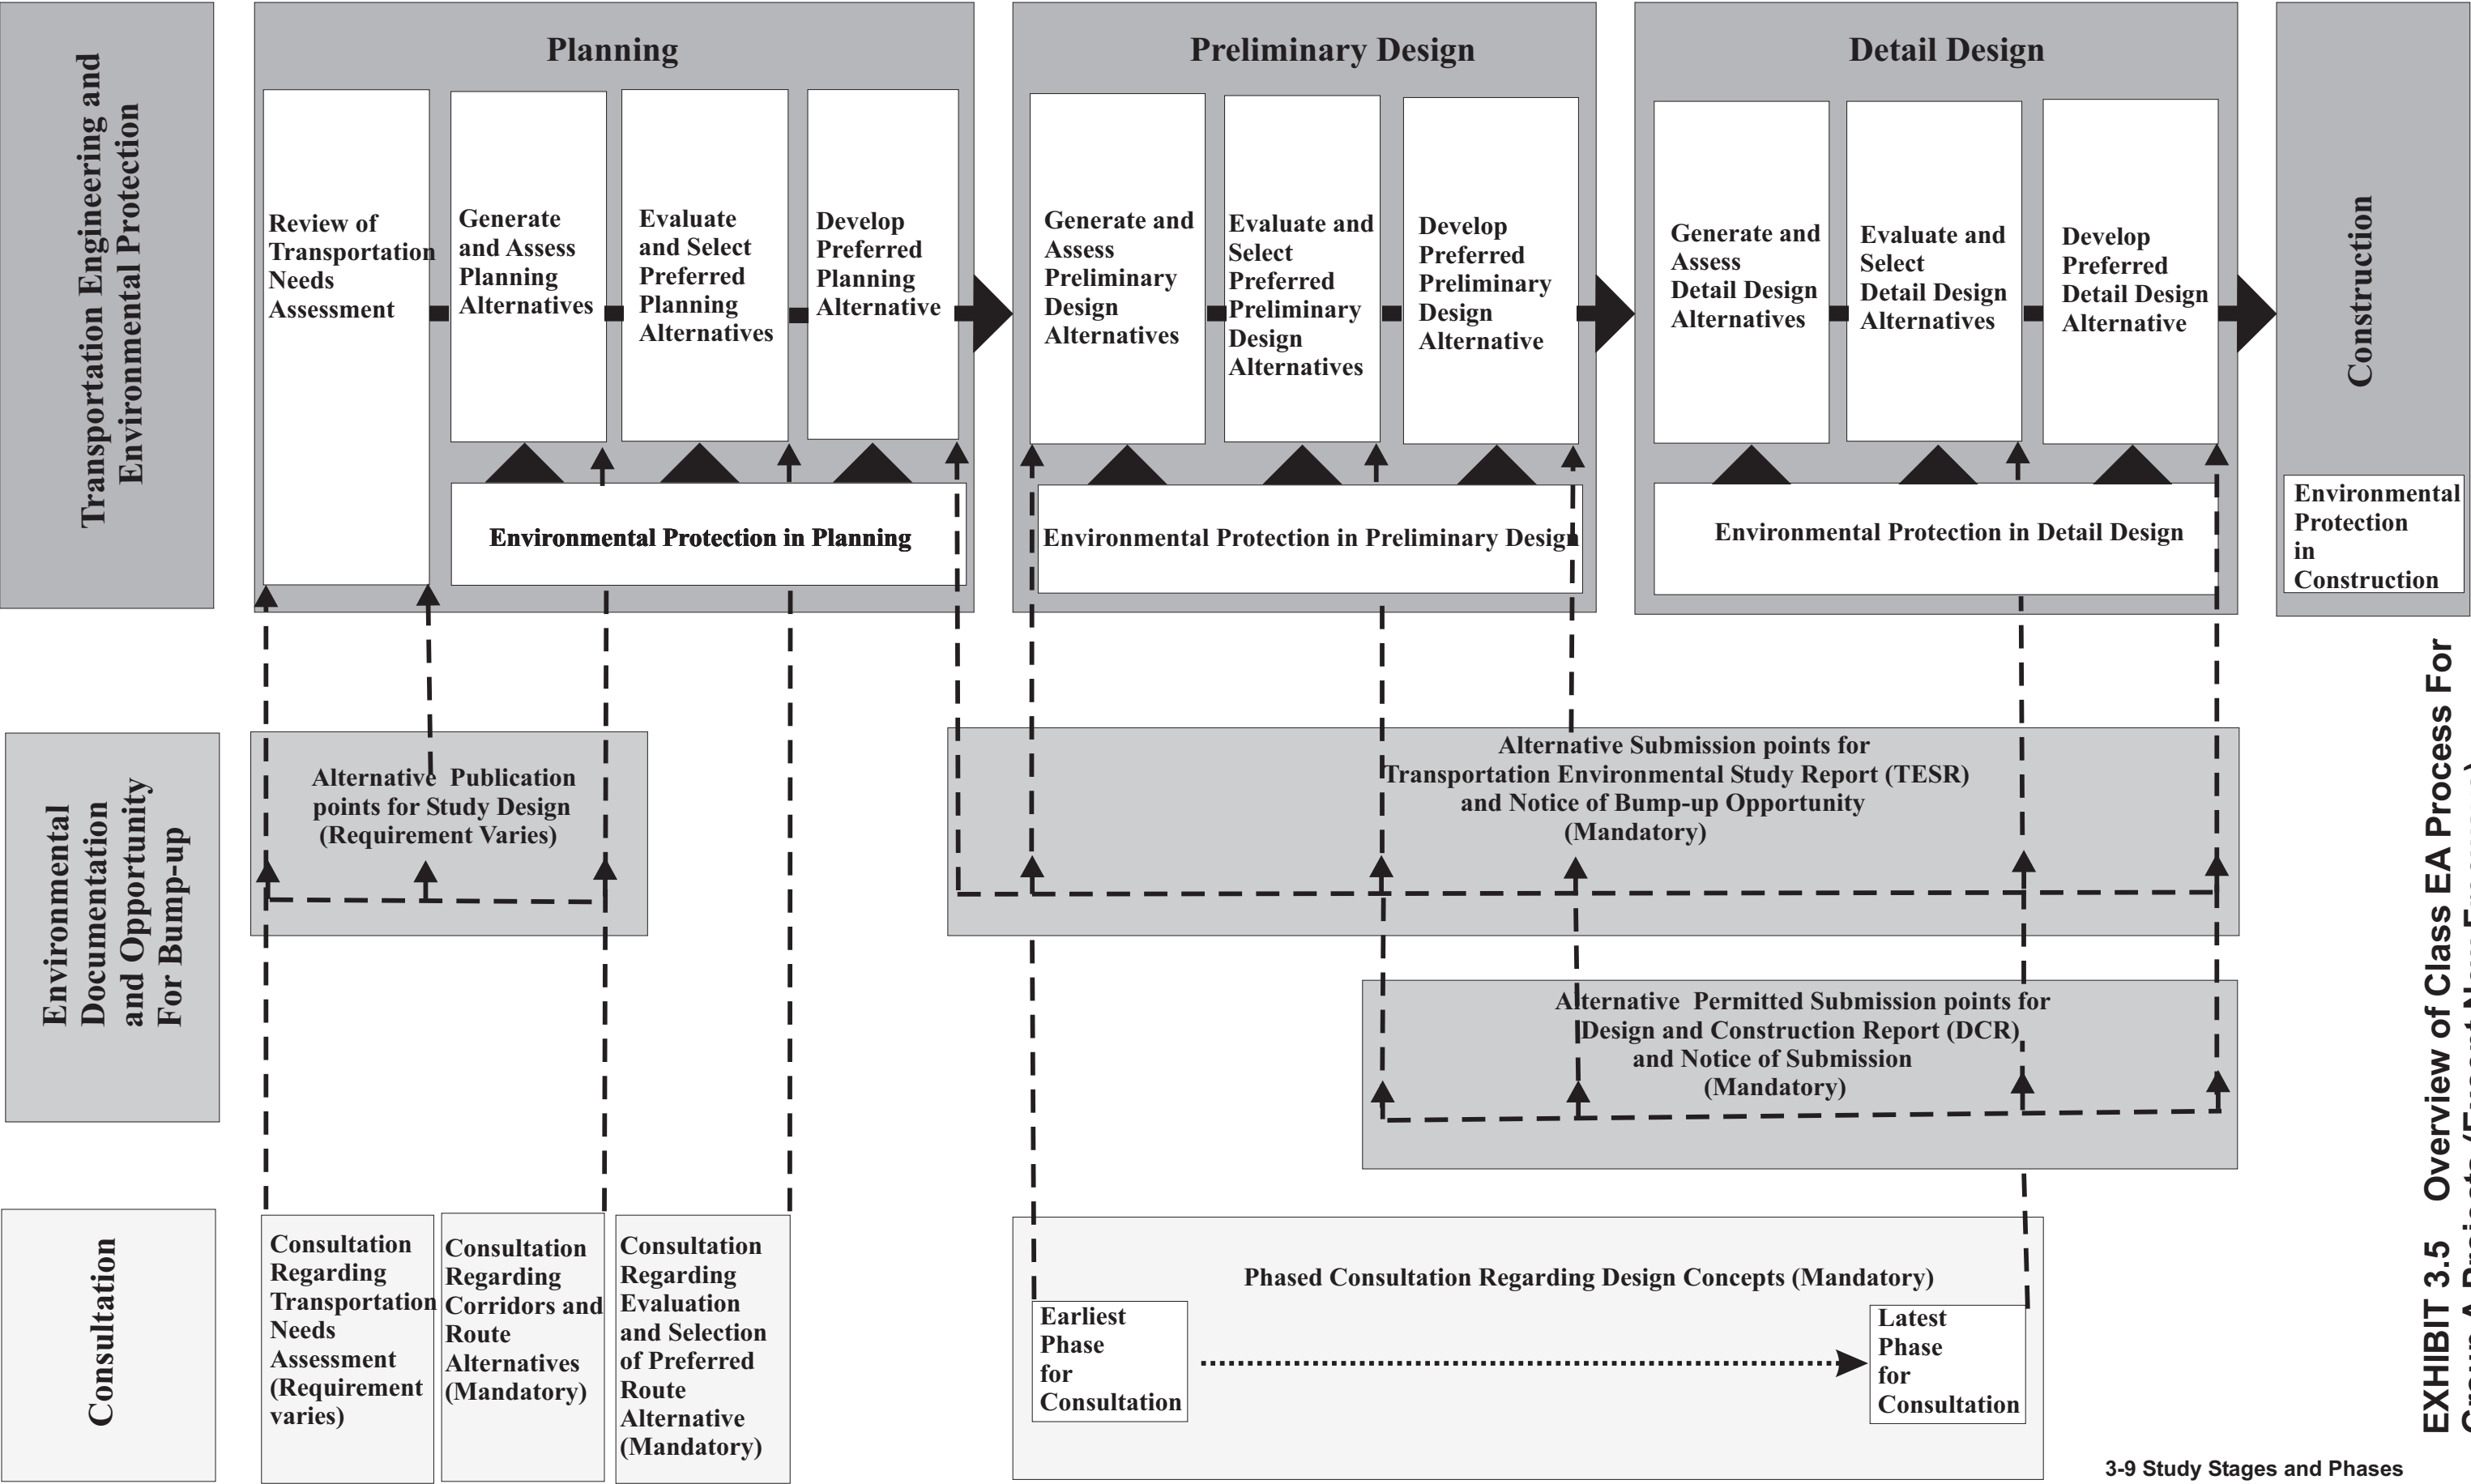 Transportation Engineering and
Environmental Protection
Planning
Review of
Transportation
Needs
Assessment
Generate
and Assess
Planning
Alternatives
Evaluate
and Select
Preferred
Planning
Alternatives
Develop
Preferred
Planning
Alternative
Environmental Protection in Planning
Preliminary Design
Generate and
Assess
Preliminary
Design
Alternatives
Evaluate and
Select
Preferred
Preliminary
Design
Alternatives
Develop
Preferred
Preliminary
Design
Alternative
Environmental Protection in Preliminary Design
Detail Design
Generate and
Assess
Detail Design
Alternatives
Evaluate and
Select
Detail Design
Alternatives
Develop
Preferred
Detail Design
Alternative
Environmental Protection in Detail Design
Construction
Environmental
Protection
in
Construction
Environmental
Documentation
and Opportunity
For Bump-up
Alternative Publication
points for Study Design
(Requirement Varies)
Alternative Submission points for
Transportation Environmental Study Report (TESR)
and Notice of Bump-up Opportunity
(Mandatory)
Alternative Permitted Submission points for
Design and Construction Report (DCR)
and Notice of Submission
(Mandatory)
Consultation
Consultation
Regarding
Transportation
Needs
Assessment
(Requirement
varies)
Consultation
Regarding
Corridors and
Route
Alternatives
(Mandatory)
Consultation
Regarding
Evaluation
and Selection
of Preferred
Route
Alternative
(Mandatory)
Phased Consultation Regarding Design Concepts (Mandatory)
Earliest
Phase
for
Consultation
Latest
Phase
for
Consultation
EXHIBIT 3.5 Overview of Class EA Process For
3-9 Study Stages and Phases